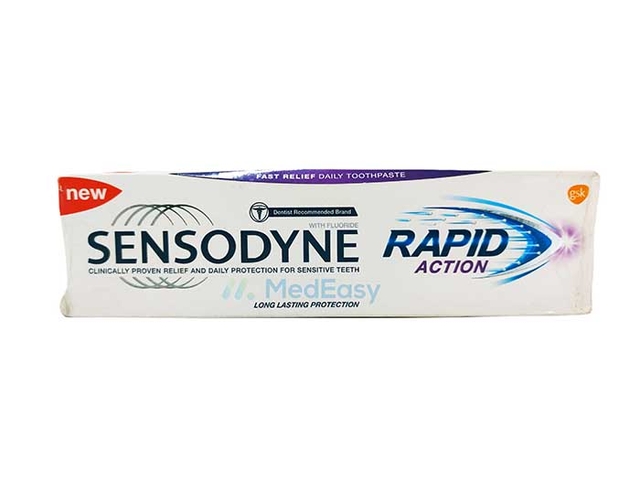 FAST RELIEF DAILY TOOTHPASTE
new
gsk
Dentist Recommended Brand
WITH FLUORIDE
SENSODYNE
RAPID
ACTION
CLINICALLY PROVEN RELIEF AND DAILY PROTECTION FOR SENSITIVE TEETH
MedEasy
LONG LASTING PROTECTION